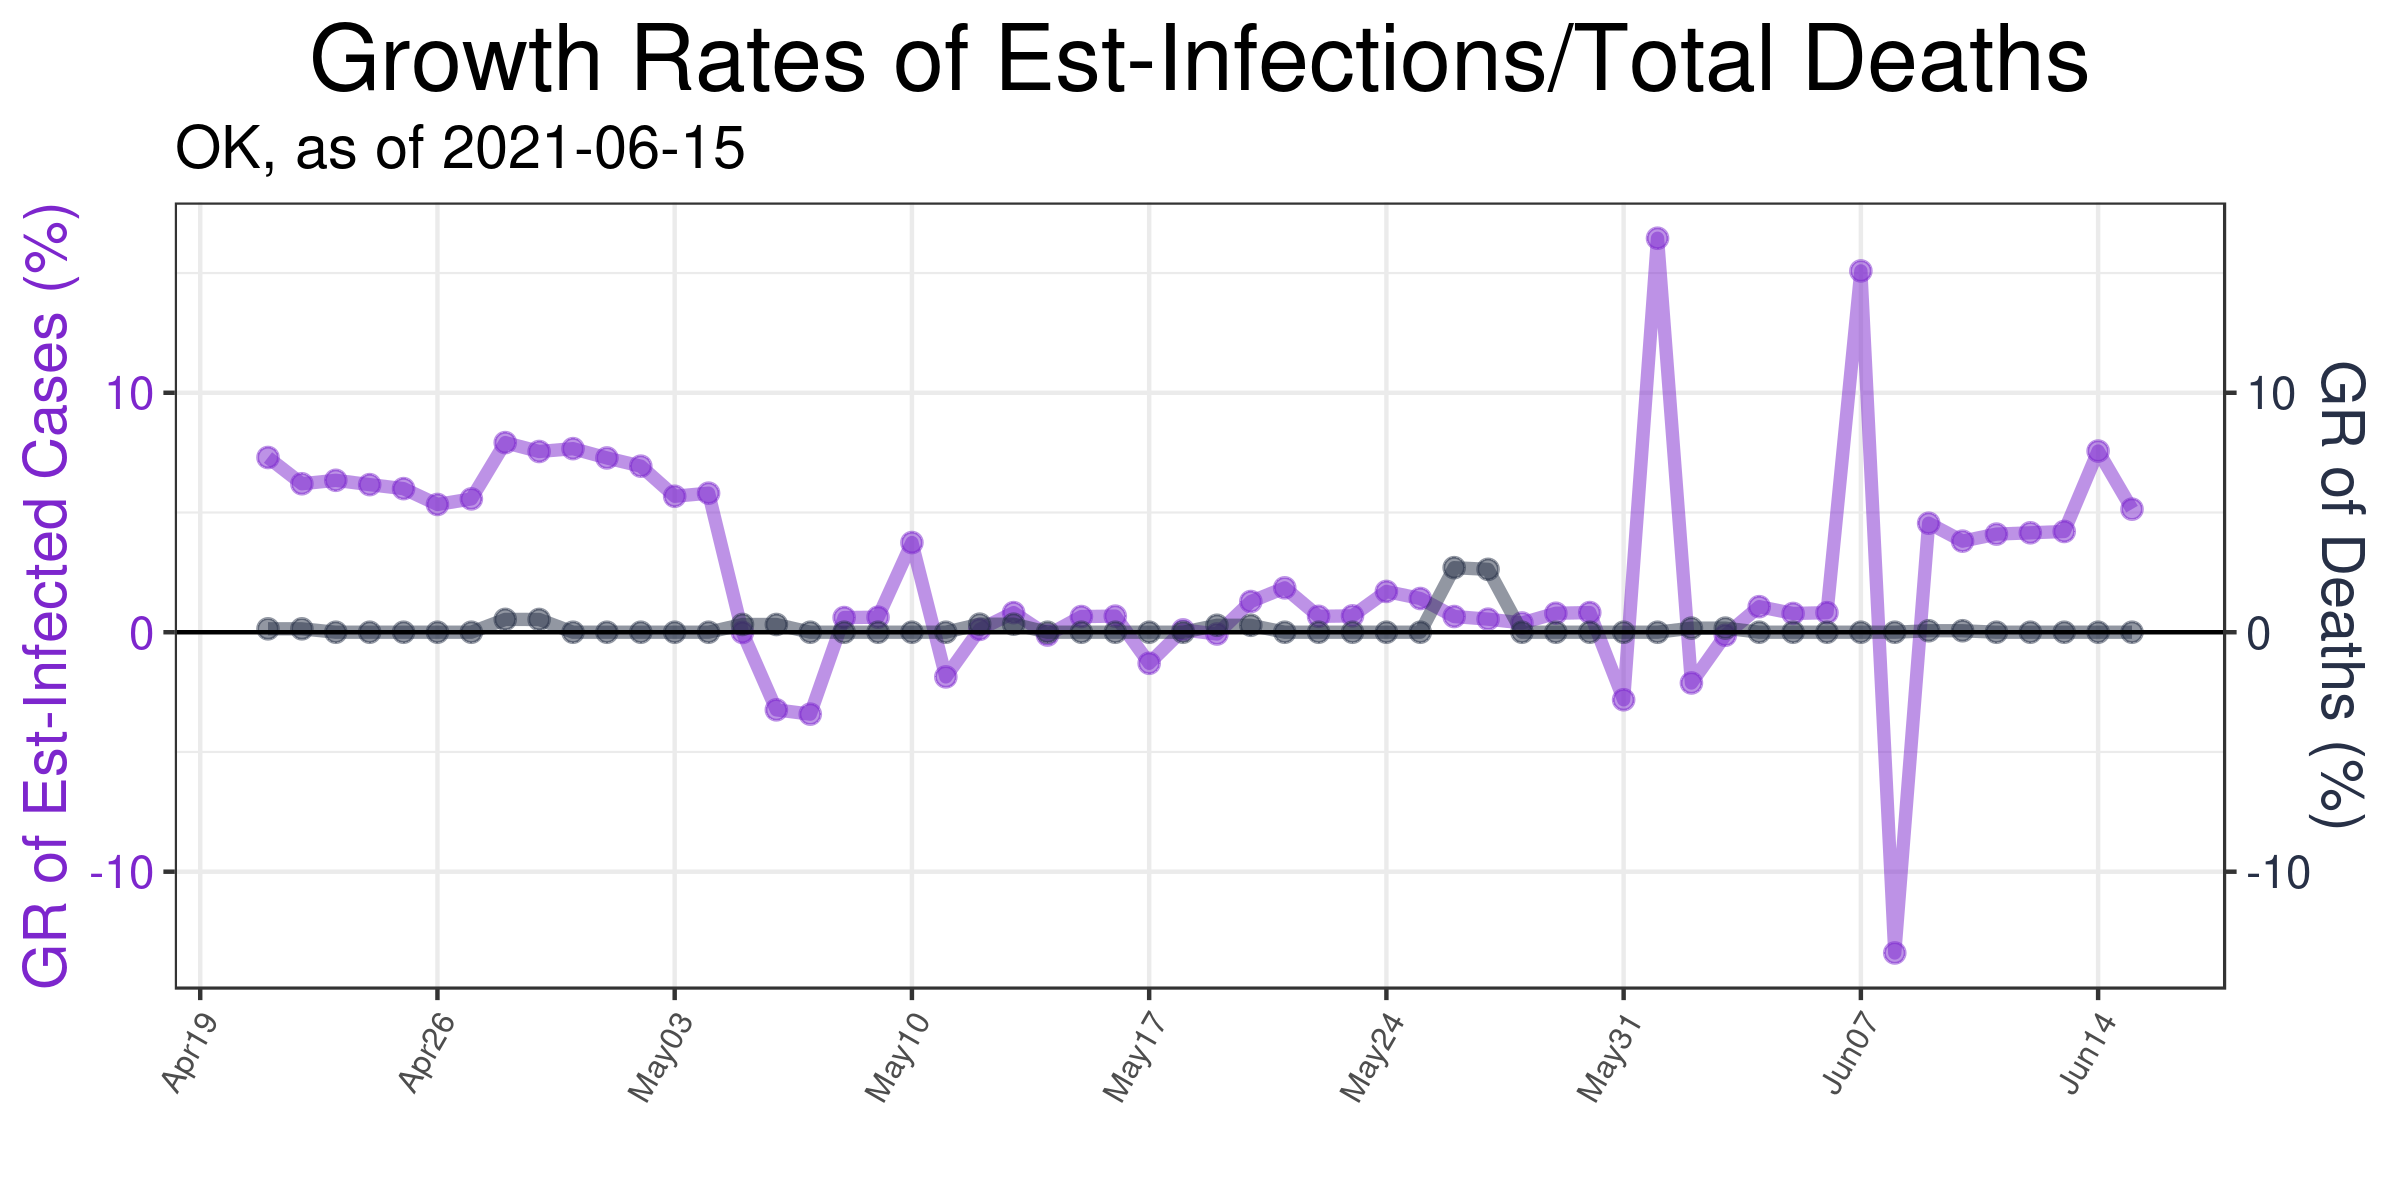 Growth Rates of Est-Infections/Total Deaths
OK, as of 2021-06-15
GR of Est-Infected Cases (%)
10
0
-10
10
0
-10
GR of Deaths (%)
Apr19
Apr26
May03
May10
May17
May24
May31
Jun07
Jun14